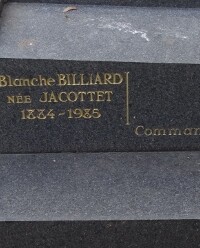 Blanche BILLIARD
NÉE JACOTTET
1884-1985
Comman